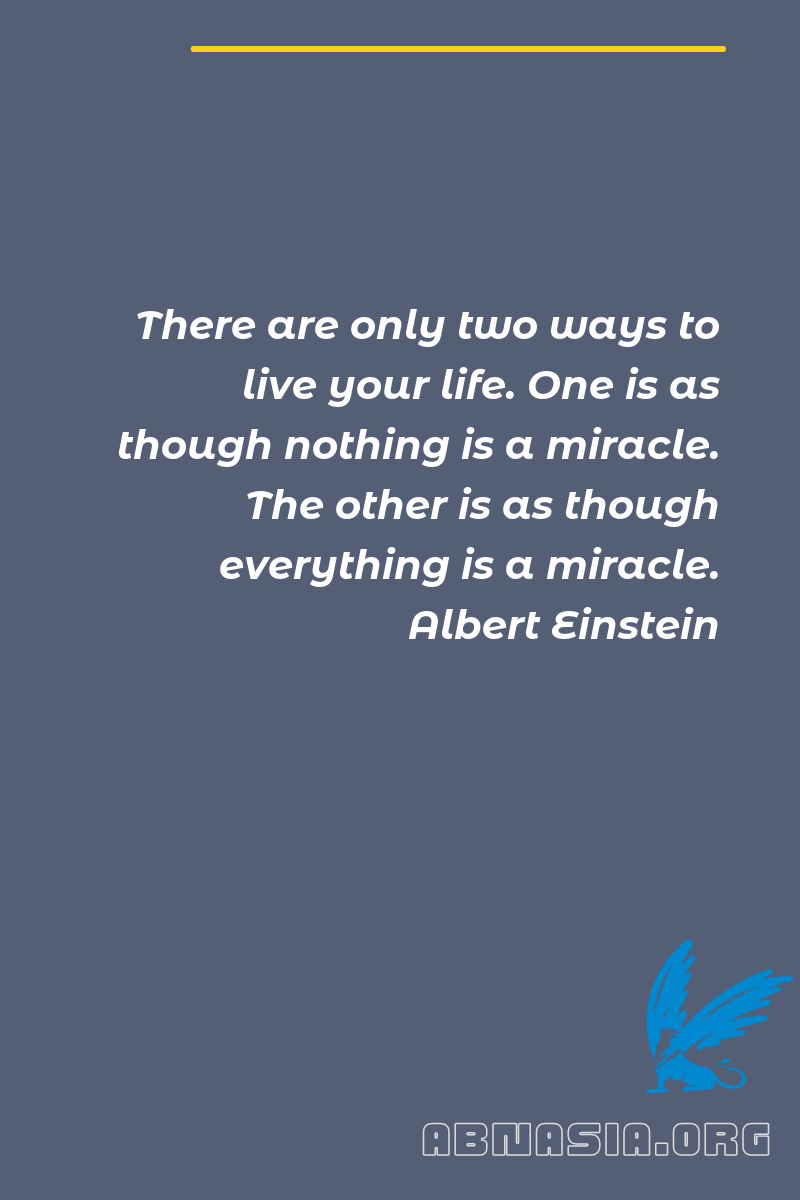 There are only two ways to
live your life. One is as
though nothing is a miracle.
The other is as though
everything is a miracle.
Albert Einstein
ABNASIA.ORG